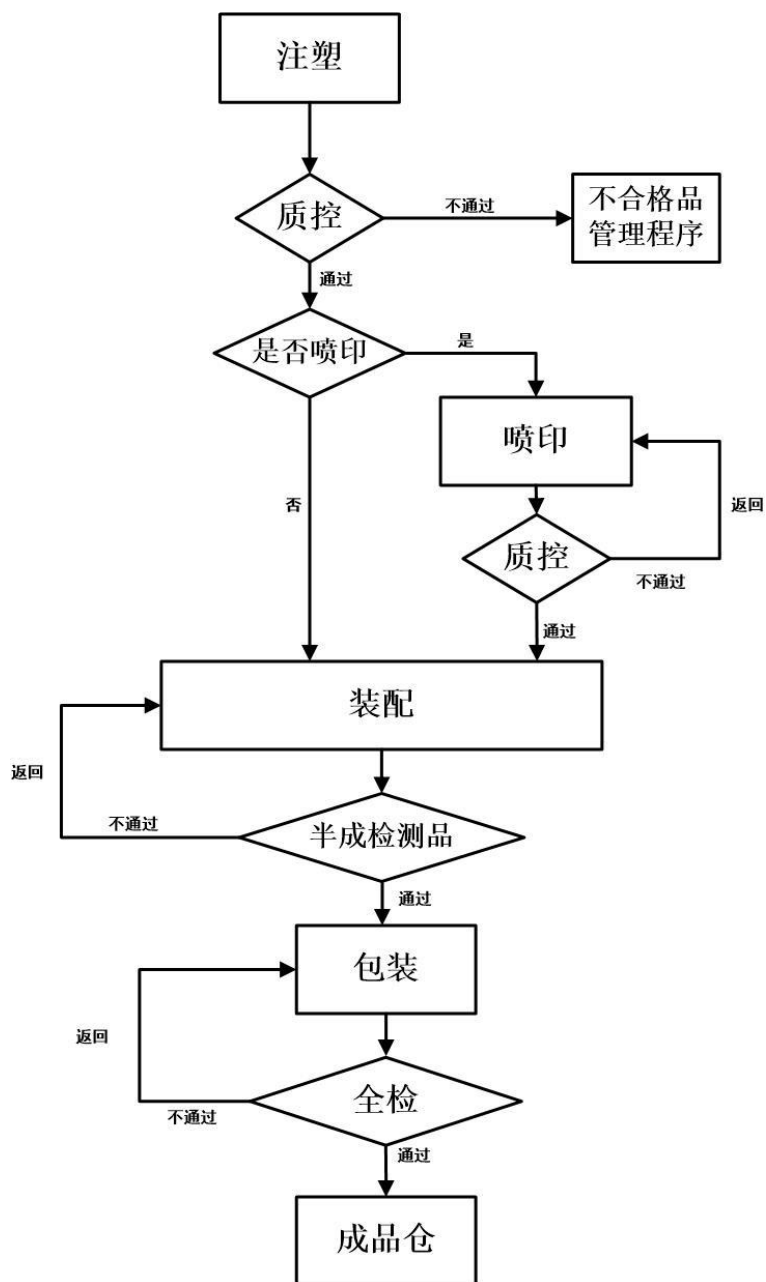 注塑
质控
不通过
不合格品
管理程序
通过
是否喷印
是
喷印
否
返回
质控
不通过
通过
装配
返回
不通过
半成检测品
通过
包装
返回
全检
不通过
通过
成品仓